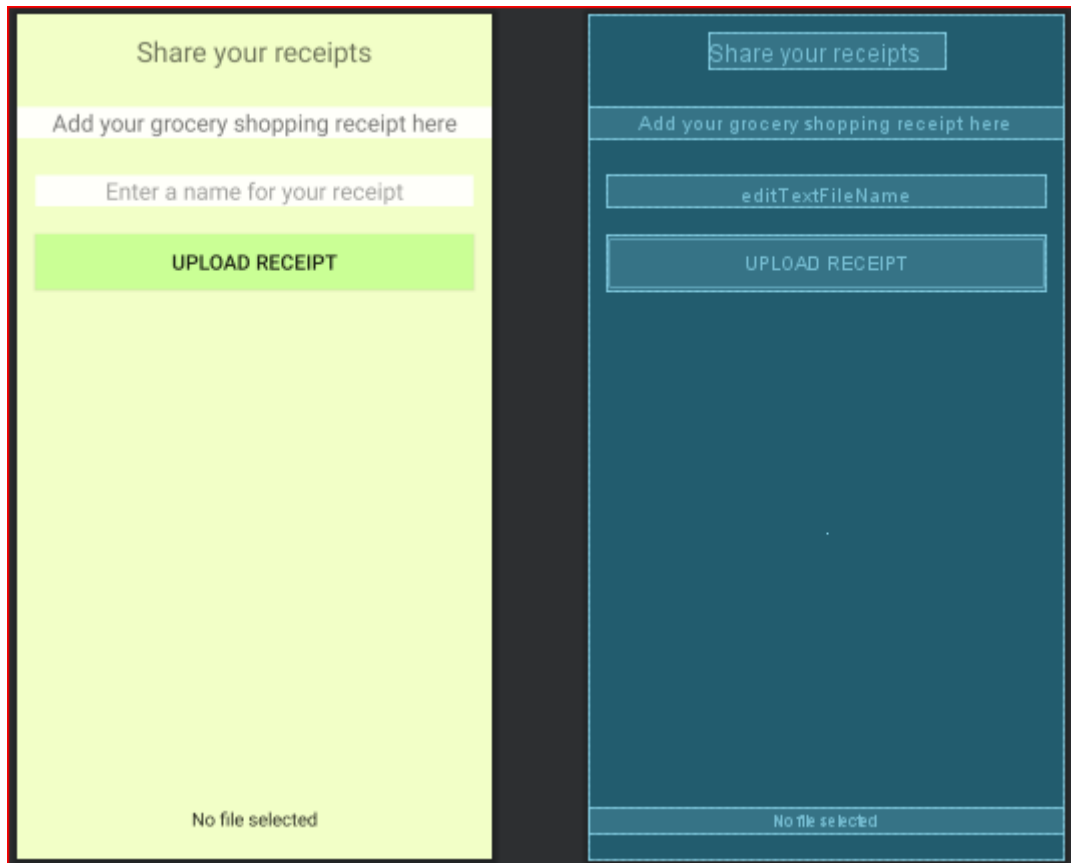 Share your receipts
Add your grocery shopping receipt here
Enter a name for your receipt
UPLOAD RECEIPT
No file selected
Share your receipts
Add your grocery shopping receipt here
editTextFileName
UPLOAD RECEIPT
No file selected